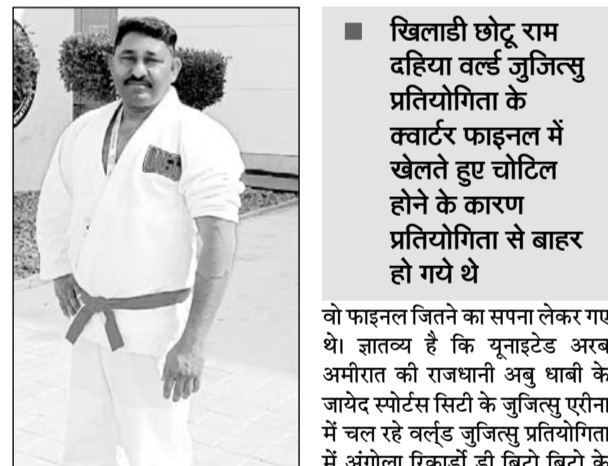 खिलाडी छोटू राम
दहिया वर्ल्ड जुजित्सु
प्रतियोगिता के
क्वार्टर फाइनल में
खेलते हुए चोटिल
होने के कारण
प्रतियोगिता से बाहर
हो गये थे
वो फाइनल जितने का सपना लेकर गए
थे। ज्ञातव्य है कि यूनाइटेड अरब
अमीरात की राजधानी अबु धाबी के
जायेद स्पोर्टस सिटी के जुजित्सु एरीना
में चल रहे वर्ल्ड जुजित्सु प्रतियोगिता
में अंगोला रिकार्डो डी ब्रिटो ब्रिटो के